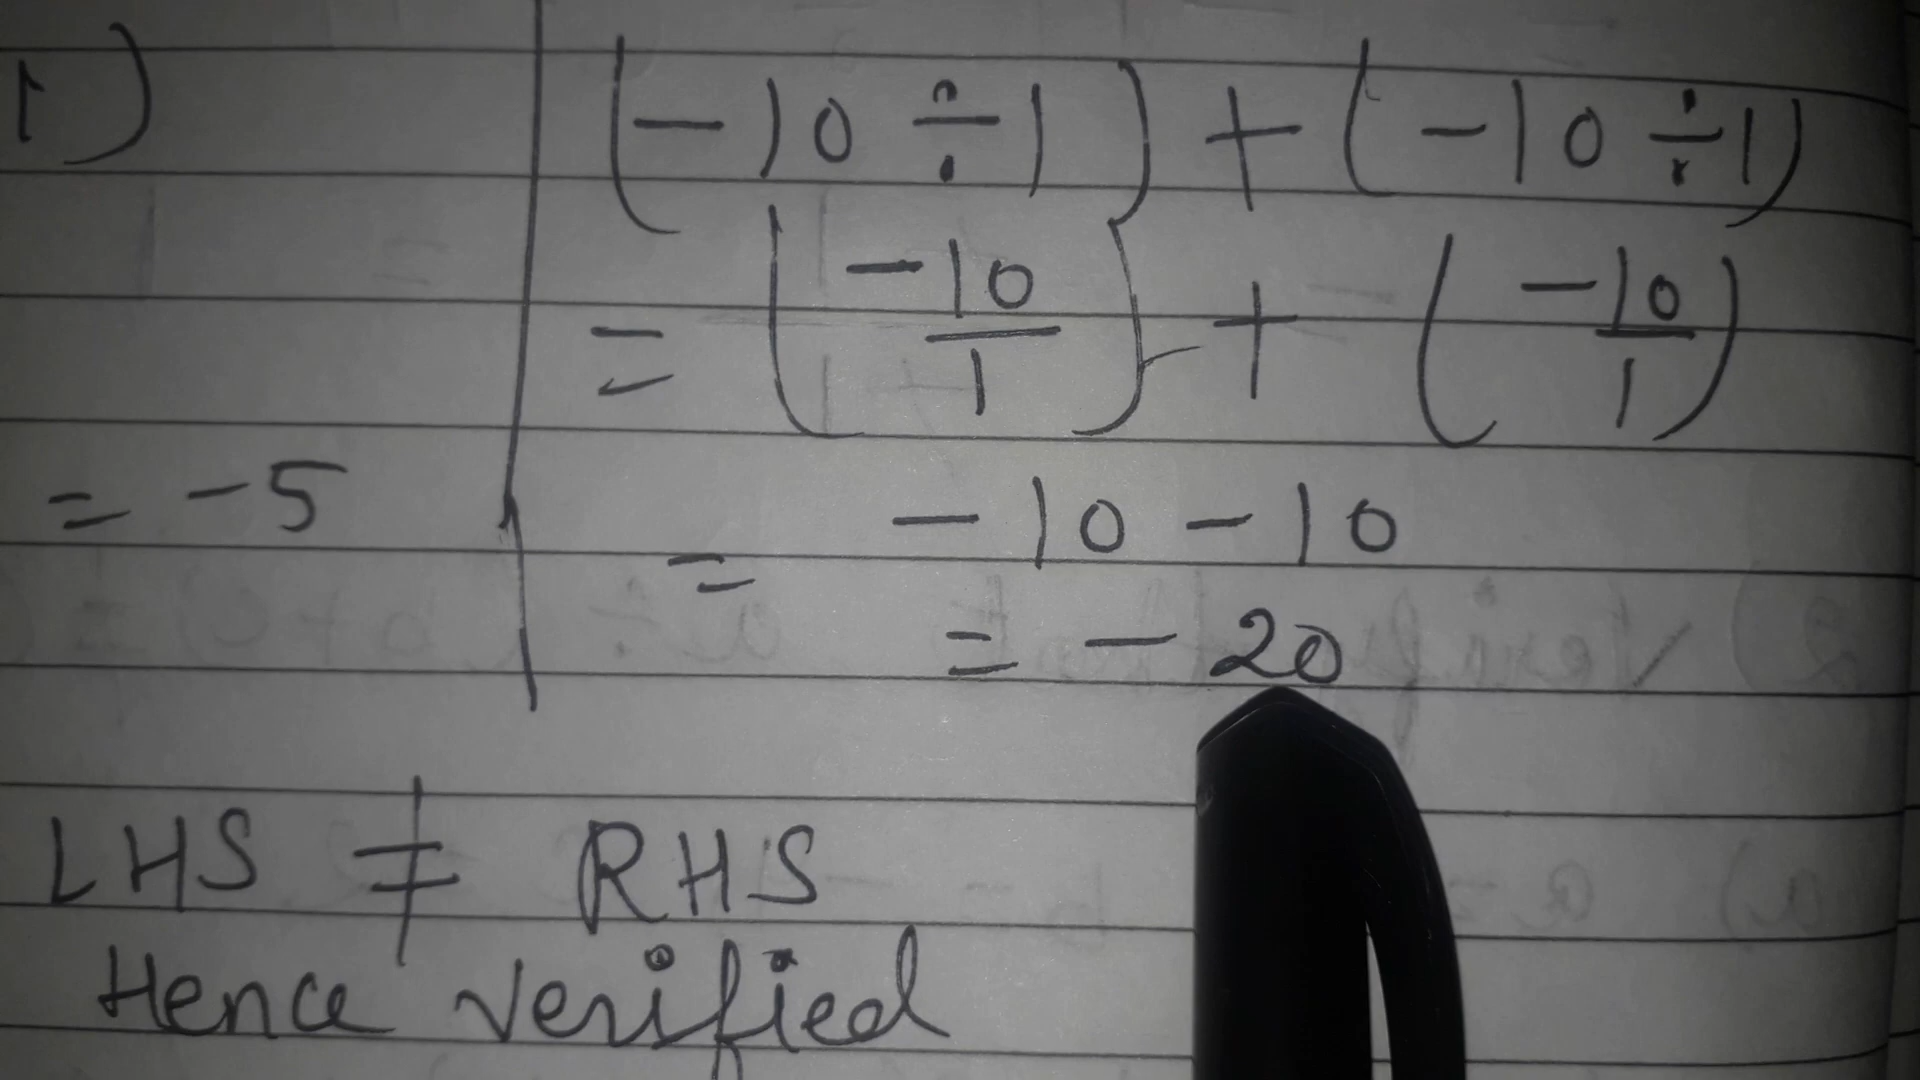 1) (-10 ÷ 1) + (-10 ÷ 1)
= (-10/1) + (-10/1)
= -5
= -10 - 10
= -20
LHS ≠ RHS
Hence verified